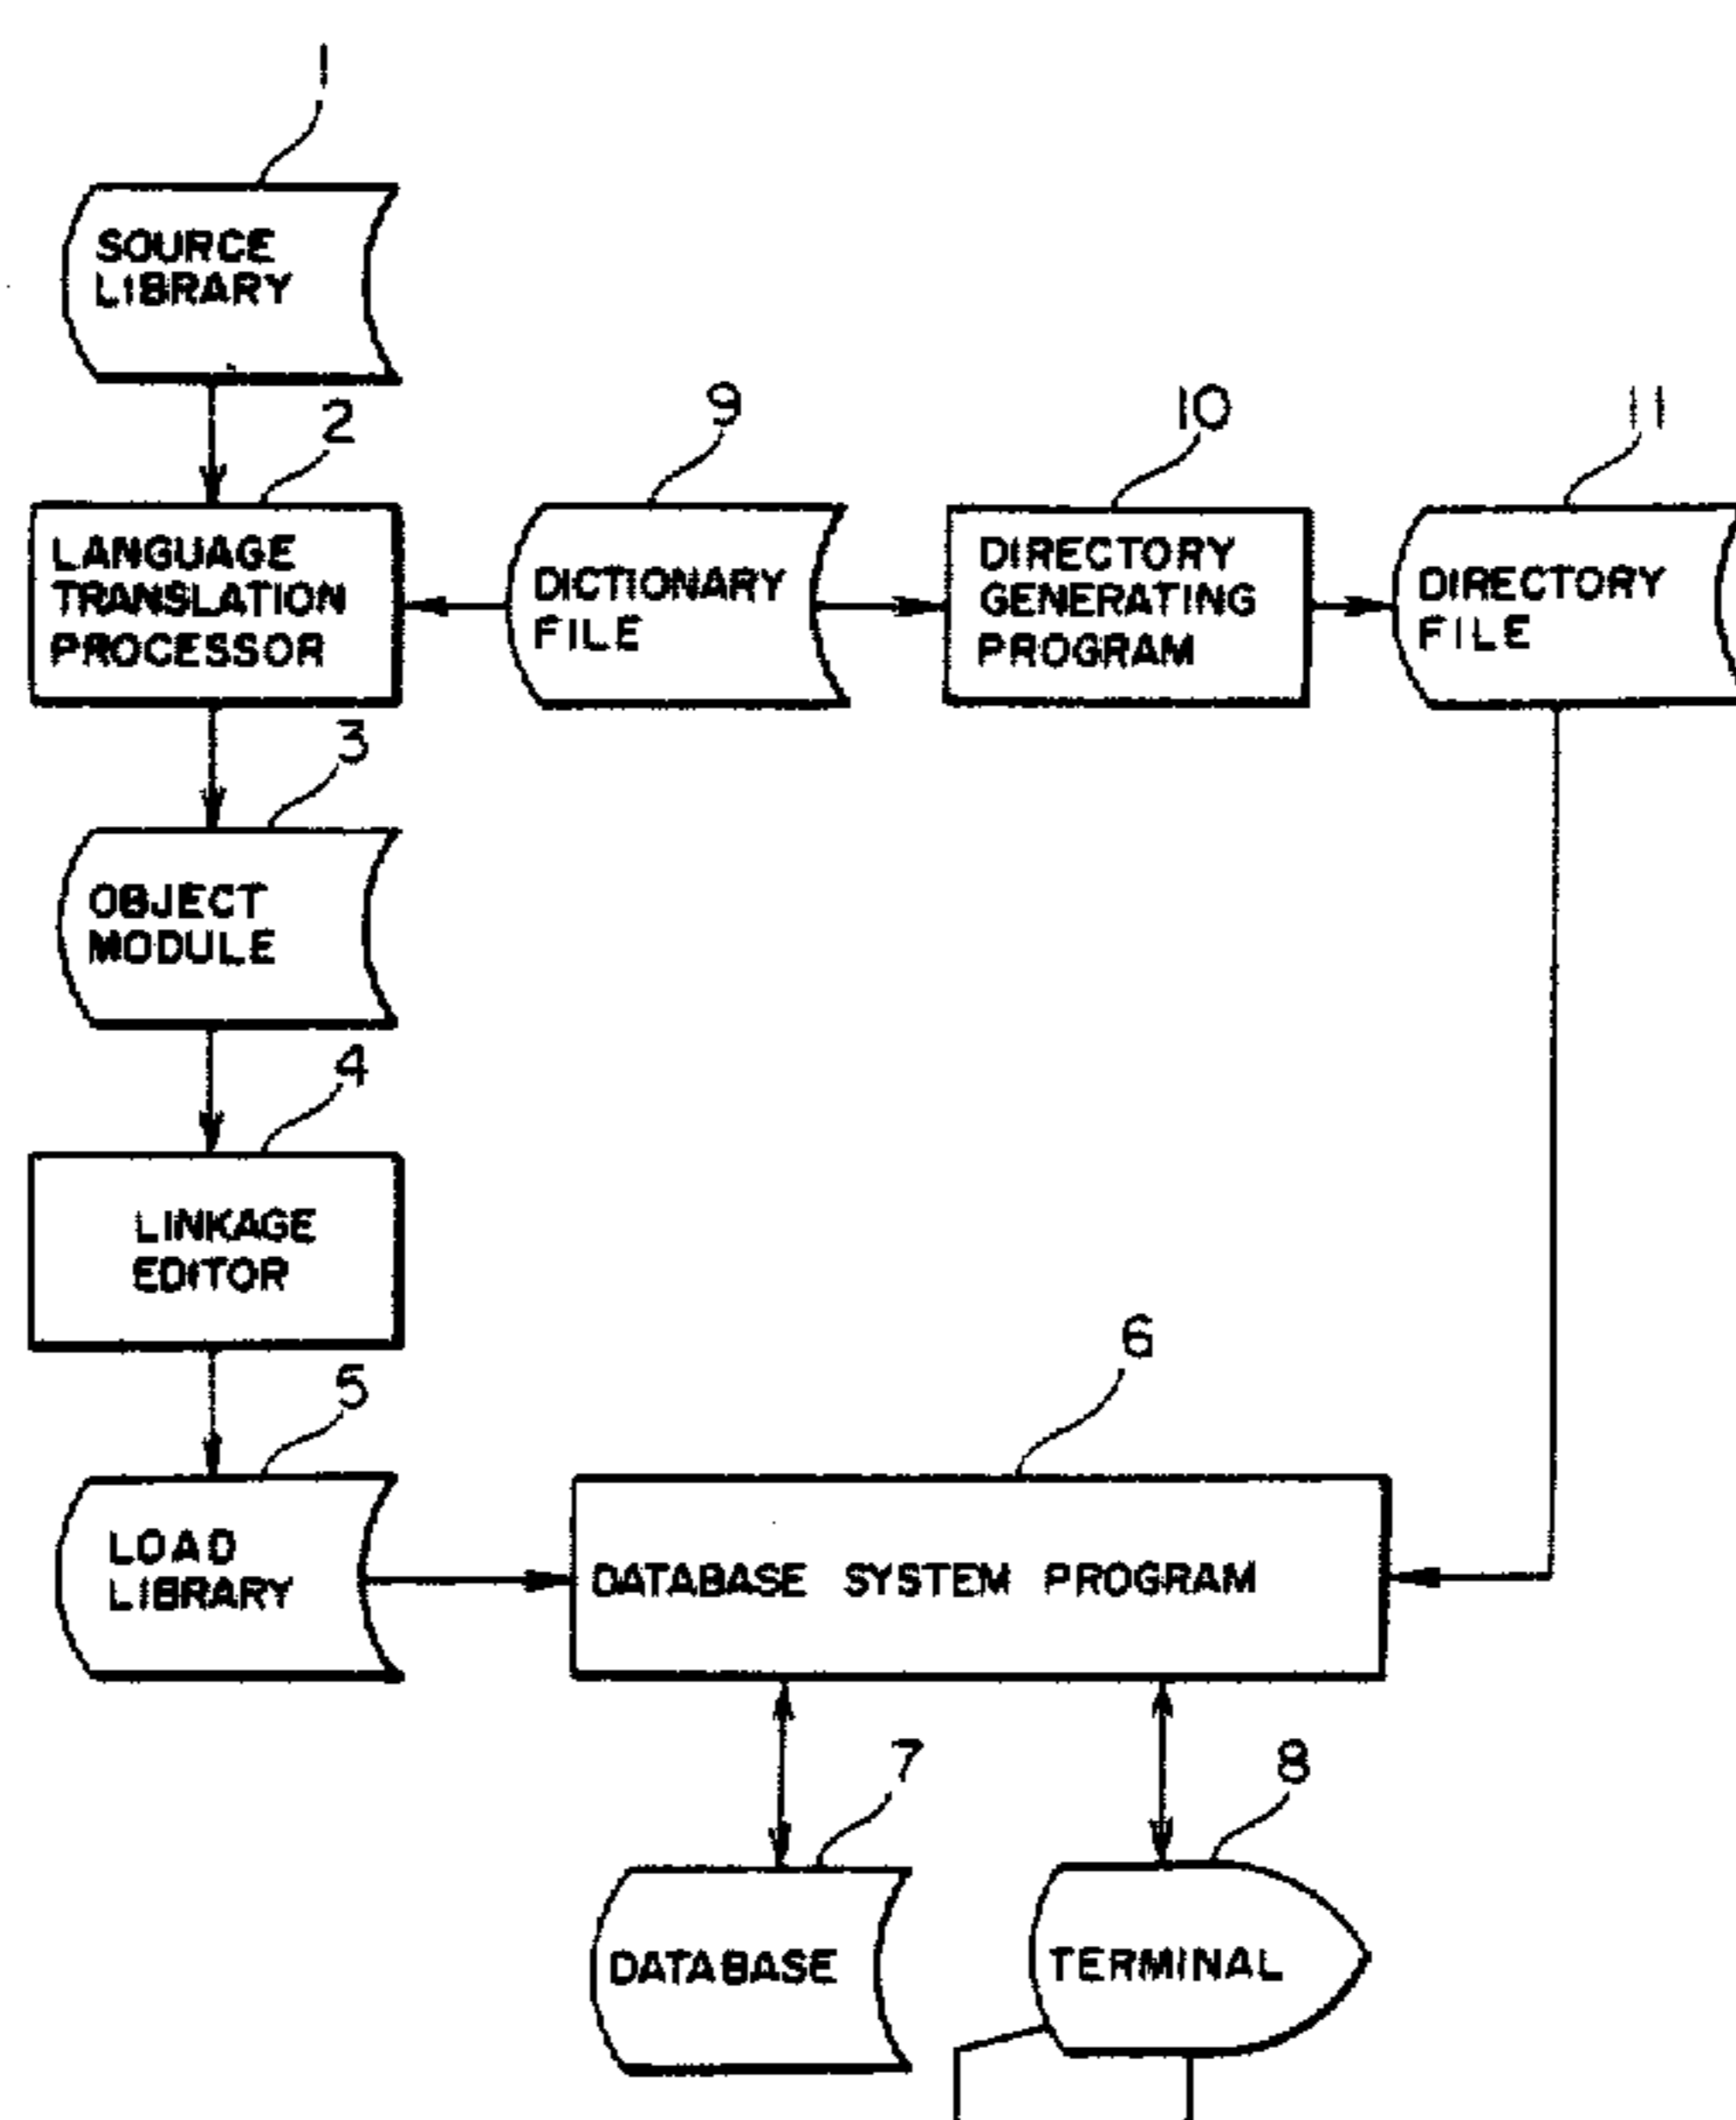 1
SOURCE
LIBRARY
2
9
10
11
LANGUAGE
TRANSLATION
PROCESSOR
DICTIONARY
FILE
DIRECTORY
GENERATING
PROGRAM
DIRECTORY
FILE
3
OBJECT
MODULE
4
LINKAGE
EDITOR
5
6
LOAD
LIBRARY
DATABASE SYSTEM PROGRAM
7
8
DATABASE
TERMINAL